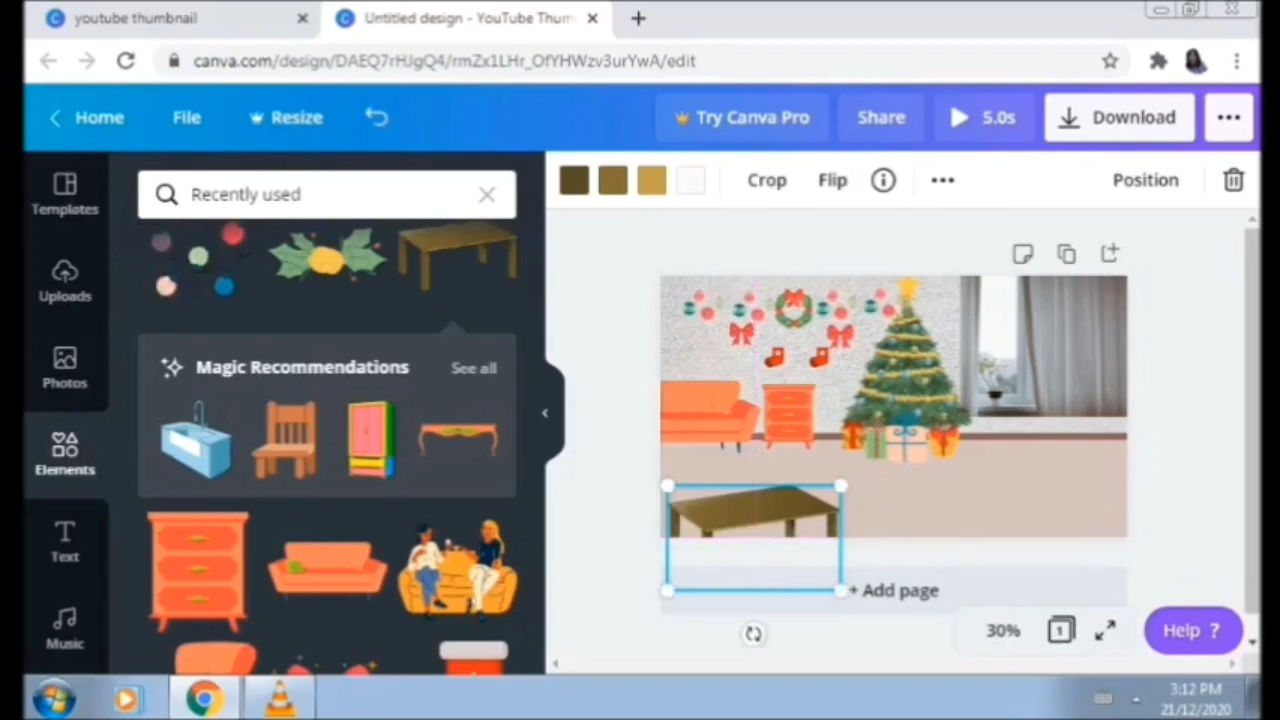 youtube thumbnail
Untitled design - YouTube Thum
canva.com/design/DAEQ7rHJgQ4/rmZx1LHr_OfYHWzv3urYwA/edit
Home
File
Resize
Try Canva Pro
Share
5.0s
Download
Templates
Uploads
Photos
Elements
Text
Music
Recently used
Magic Recommendations
See all
Crop
Flip
Position
+ Add page
30%
1
Help ?
3:12 PM
21/12/2020